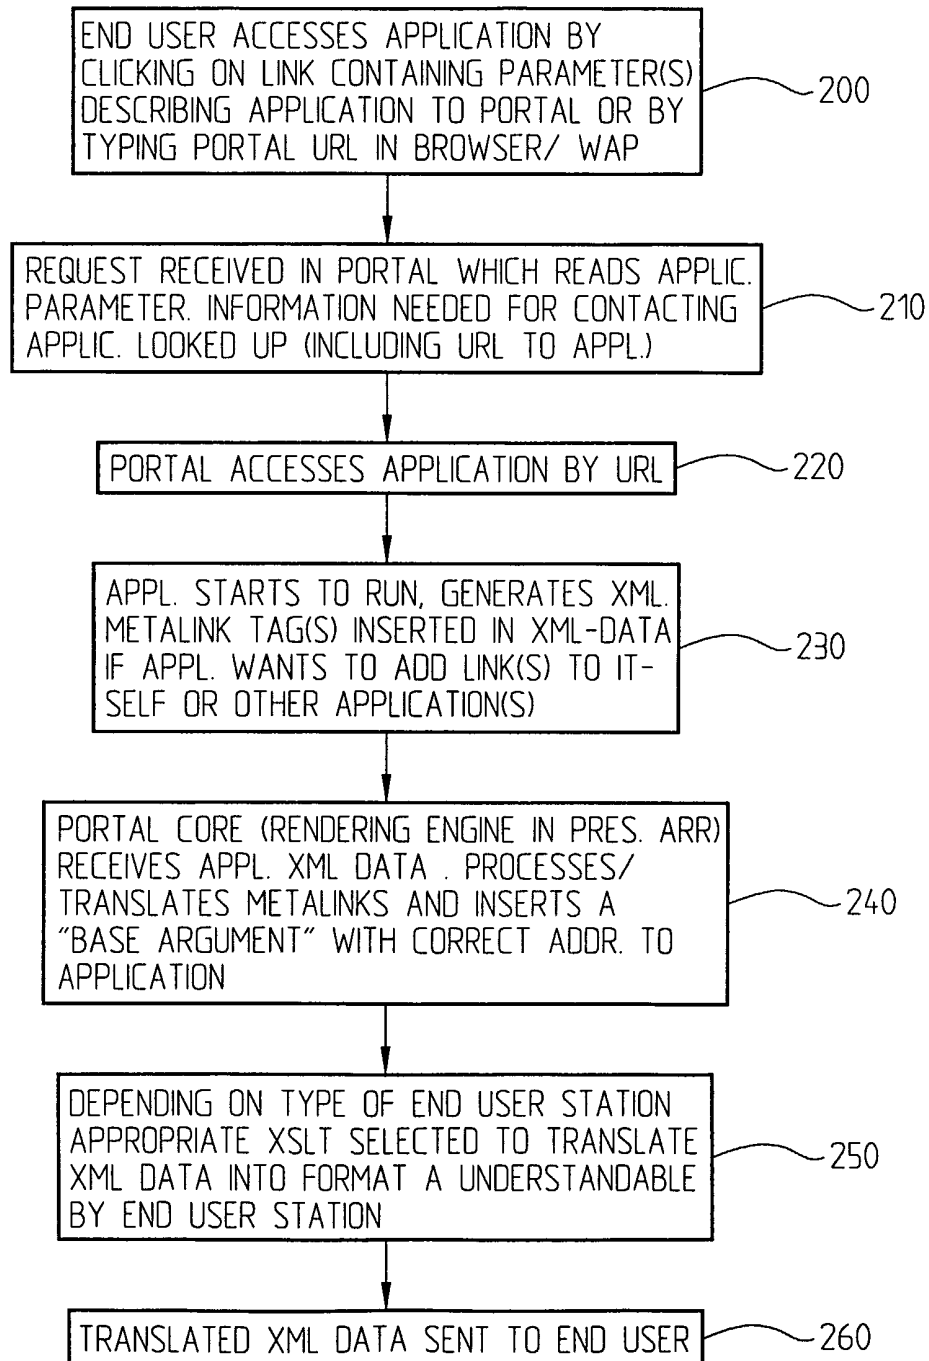 END USER ACCESSES APPLICATION BY
CLICKING ON LINK CONTAINING PARAMETER(S)
DESCRIBING APPLICATION TO PORTAL OR BY
TYPING PORTAL URL IN BROWSER/ WAP
200
REQUEST RECEIVED IN PORTAL WHICH READS APPLIC.
PARAMETER. INFORMATION NEEDED FOR CONTACTING
APPLIC. LOOKED UP (INCLUDING URL TO APPL.)
210
PORTAL ACCESSES APPLICATION BY URL
220
APPL. STARTS TO RUN, GENERATES XML.
METALINK TAG(S) INSERTED IN XML-DATA
IF APPL. WANTS TO ADD LINK(S) TO IT-
SELF OR OTHER APPLICATION(S)
230
PORTAL CORE (RENDERING ENGINE IN PRES. ARR)
RECEIVES APPL. XML DATA . PROCESSES/
TRANSLATES METALINKS AND INSERTS A
"BASE ARGUMENT" WITH CORRECT ADDR. TO
APPLICATION
240
DEPENDING ON TYPE OF END USER STATION
APPROPRIATE XSLT SELECTED TO TRANSLATE
XML DATA INTO FORMAT A UNDERSTANDABLE
BY END USER STATION
250
TRANSLATED XML DATA SENT TO END USER
260